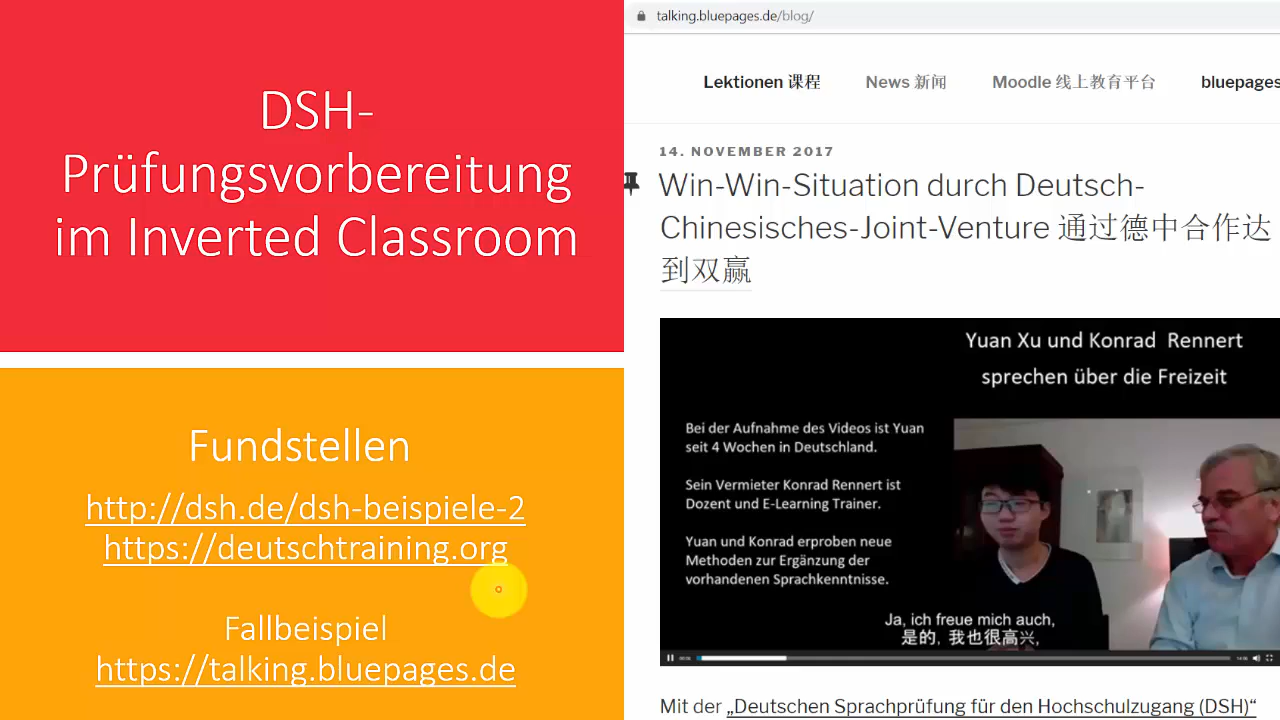 DSH-
Prüfungsvorbereitung
im Inverted Classroom
Fundstellen
http://dsh.de/dsh-beispiele-2
https://deutschtraining.org
Fallbeispiel
https://talking.bluepages.de
talking.bluepages.de/blog/
Lektionen 课程 News 新闻 Moodle 线上教育平台 bluepages
14. NOVEMBER 2017
Win-Win-Situation durch Deutsch-
Chinesisches-Joint-Venture 通过德中合作达
到双赢
Yuan Xu und Konrad Rennert
sprechen über die Freizeit
Bei der Aufnahme des Videos ist Yuan
seit 4 Wochen in Deutschland.
Sein Vermieter Konrad Rennert ist
Dozent und E-Learning Trainer.
Yuan und Konrad erproben neue
Methoden zur Ergänzung der
vorhandenen Sprachkenntnisse.
Ja, ich freue mich auch,
是的, 我也很高兴,
Mit der „Deutschen Sprachprüfung für den Hochschulzugang (DSH)“